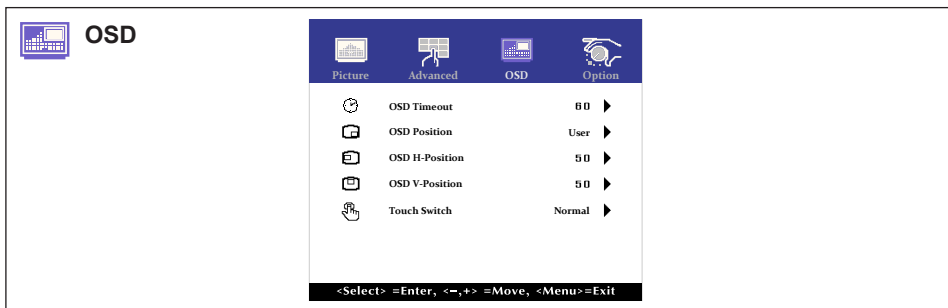 OSD
Picture Advanced OSD Option
OSD Timeout 60
OSD Position User
OSD H-Position 50
OSD V-Position 50
Touch Switch Normal
<Select> =Enter, <−,+> =Move, <Menu>=Exit